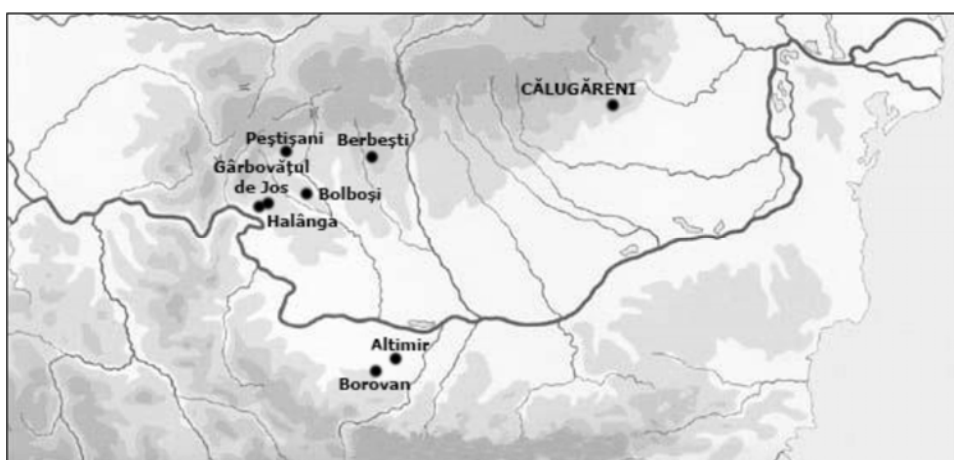 CĂLUGĂRENI
Peştişani
Berbeşti
Gârbovăţul
de Jos
Bolboşi
Halânga
Altimir
Borovan